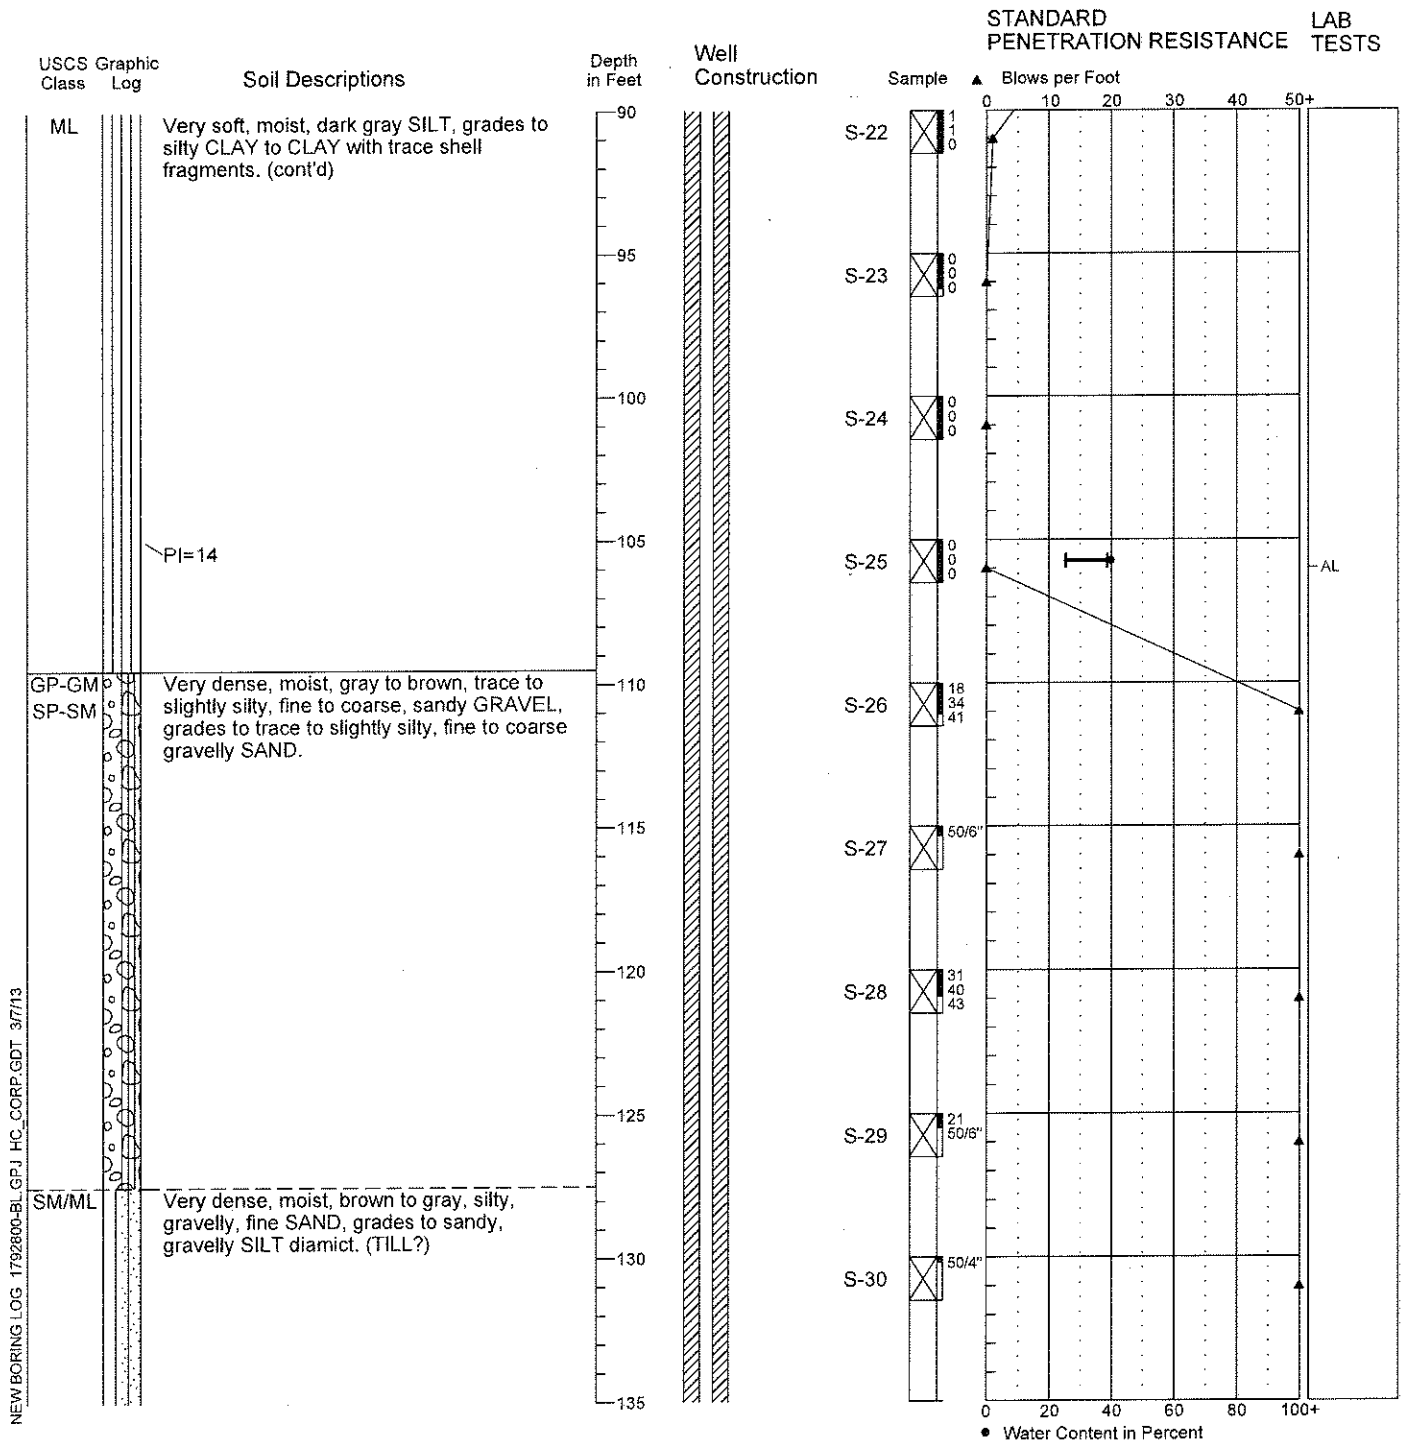 STANDARD
PENETRATION RESISTANCE
LAB
TESTS
USCS Class
Graphic Log
Soil Descriptions
Depth in Feet
Well Construction
Sample
▲ Blows per Foot
0 10 20 30 40 50+
ML
Very soft, moist, dark gray SILT, grades to
silty CLAY to CLAY with trace shell
fragments. (cont'd)
90
S-22
1
1
0
95
S-23
0
0
0
100
S-24
0
0
0
105
PI=14
S-25
0
0
0
AL
GP-GM
SP-SM
Very dense, moist, gray to brown, trace to
slightly silty, fine to coarse, sandy GRAVEL,
grades to trace to slightly silty, fine to coarse
gravelly SAND.
110
S-26
18
34
41
115
S-27
50/6"
120
S-28
31
40
43
125
S-29
21
50/6"
SM/ML
Very dense, moist, brown to gray, silty,
gravelly, fine SAND, grades to sandy,
gravelly SILT diamict. (TILL?)
130
S-30
50/4"
135
0 20 40 60 80 100+
● Water Content in Percent
NEW BORING LOG 1792800-BL.GPJ HC_CORP.GDT 3/7/13